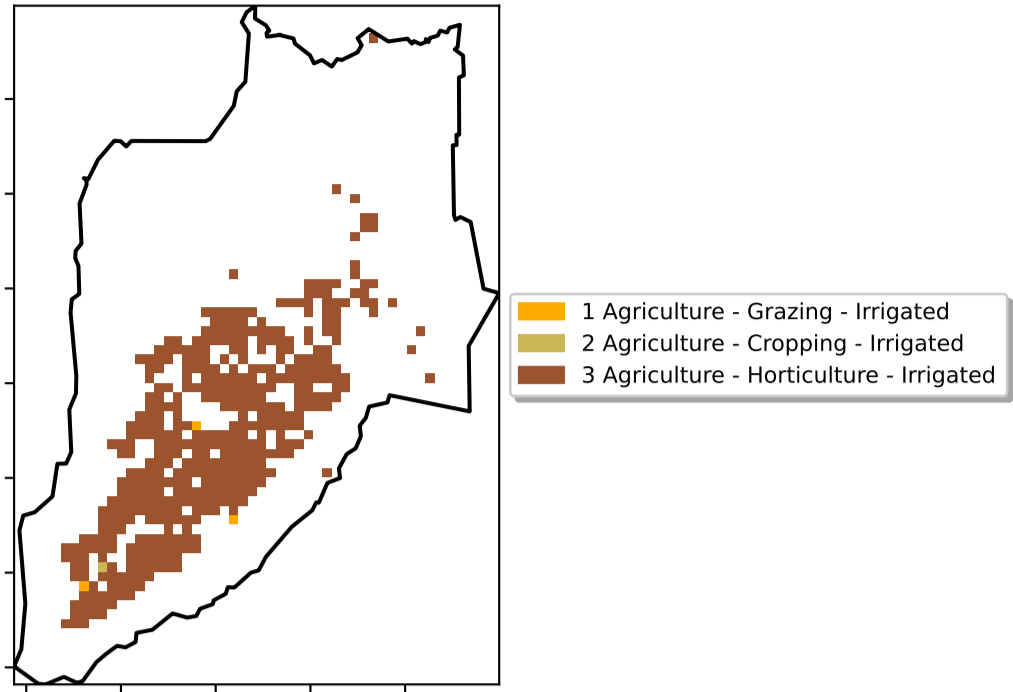 1 Agriculture - Grazing - Irrigated
2 Agriculture - Cropping - Irrigated
3 Agriculture - Horticulture - Irrigated